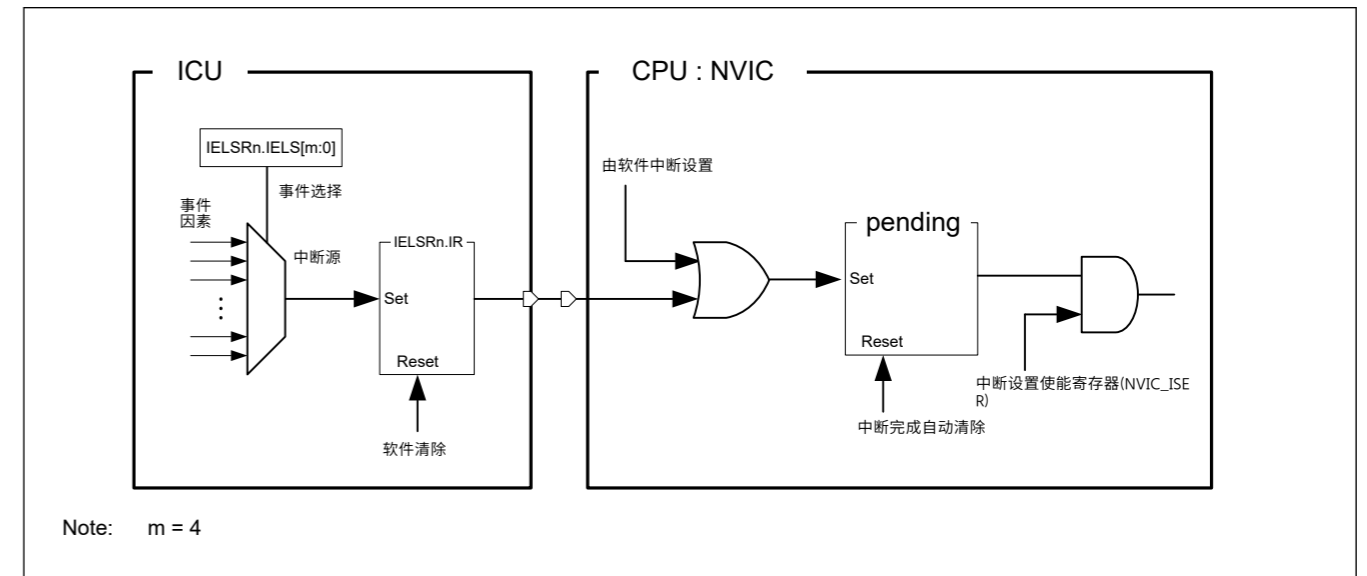 ICU
CPU : NVIC
IELSRn.IELS[m:0]
事件选择
事件
因素
中断源
IELSRn.IR
Set
Reset
软件清除
由软件中断设置
pending
Set
Reset
中断完成自动清除
中断设置使能寄存器(NVIC_ISE
R)
Note: m = 4